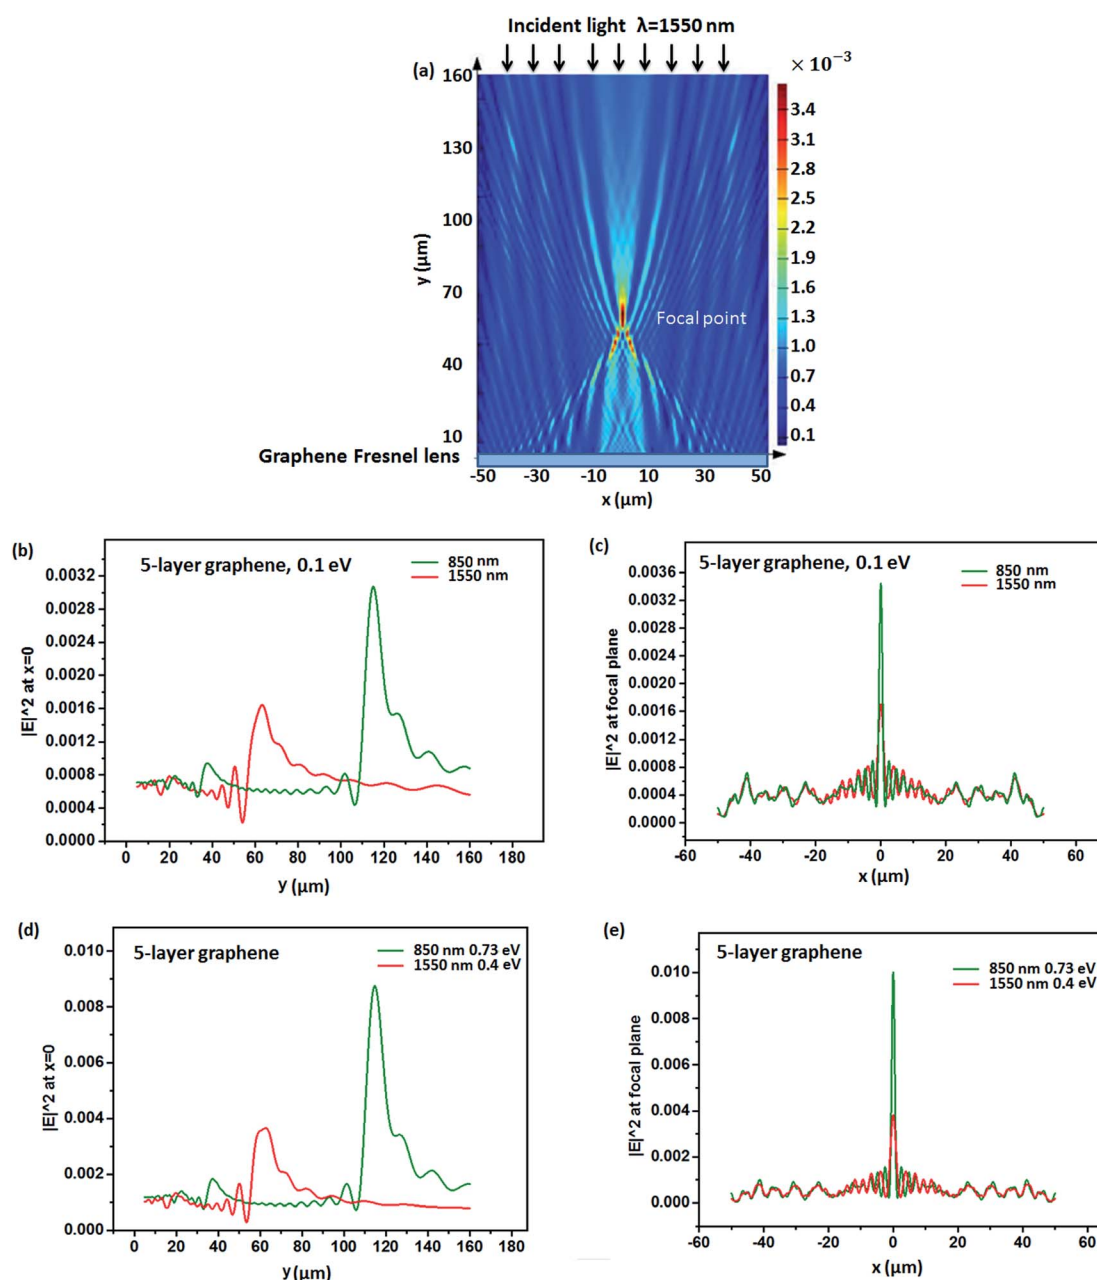 Incident light λ=1550 nm
(a)
× 10⁻³
160
130
100
70
40
10
y (µm)
Focal point
3.4
3.1
2.8
2.5
2.2
1.9
1.6
1.3
1.0
0.7
0.4
0.1
Graphene Fresnel lens
-50 -30 -10 10 30 50
x (µm)
(b)
5-layer graphene, 0.1 eV
850 nm
1550 nm
0.0032
0.0028
0.0024
0.0020
0.0016
0.0012
0.0008
0.0004
0.0000
|E|^2 at x=0
0 20 40 60 80 100 120 140 160 180
y (µm)
(c)
5-layer graphene, 0.1 eV
850 nm
1550 nm
0.0036
0.0032
0.0028
0.0024
0.0020
0.0016
0.0012
0.0008
0.0004
0.0000
|E|^2 at focal plane
-60 -40 -20 0 20 40 60
x (µm)
(d)
5-layer graphene
850 nm 0.73 eV
1550 nm 0.4 eV
0.010
0.008
0.006
0.004
0.002
0.000
|E|^2 at x=0
0 20 40 60 80 100 120 140 160 180
y (µm)
(e)
5-layer graphene
850 nm 0.73 eV
1550 nm 0.4 eV
0.010
0.008
0.006
0.004
0.002
0.000
|E|^2 at focal plane
-60 -40 -20 0 20 40 60
x (µm)